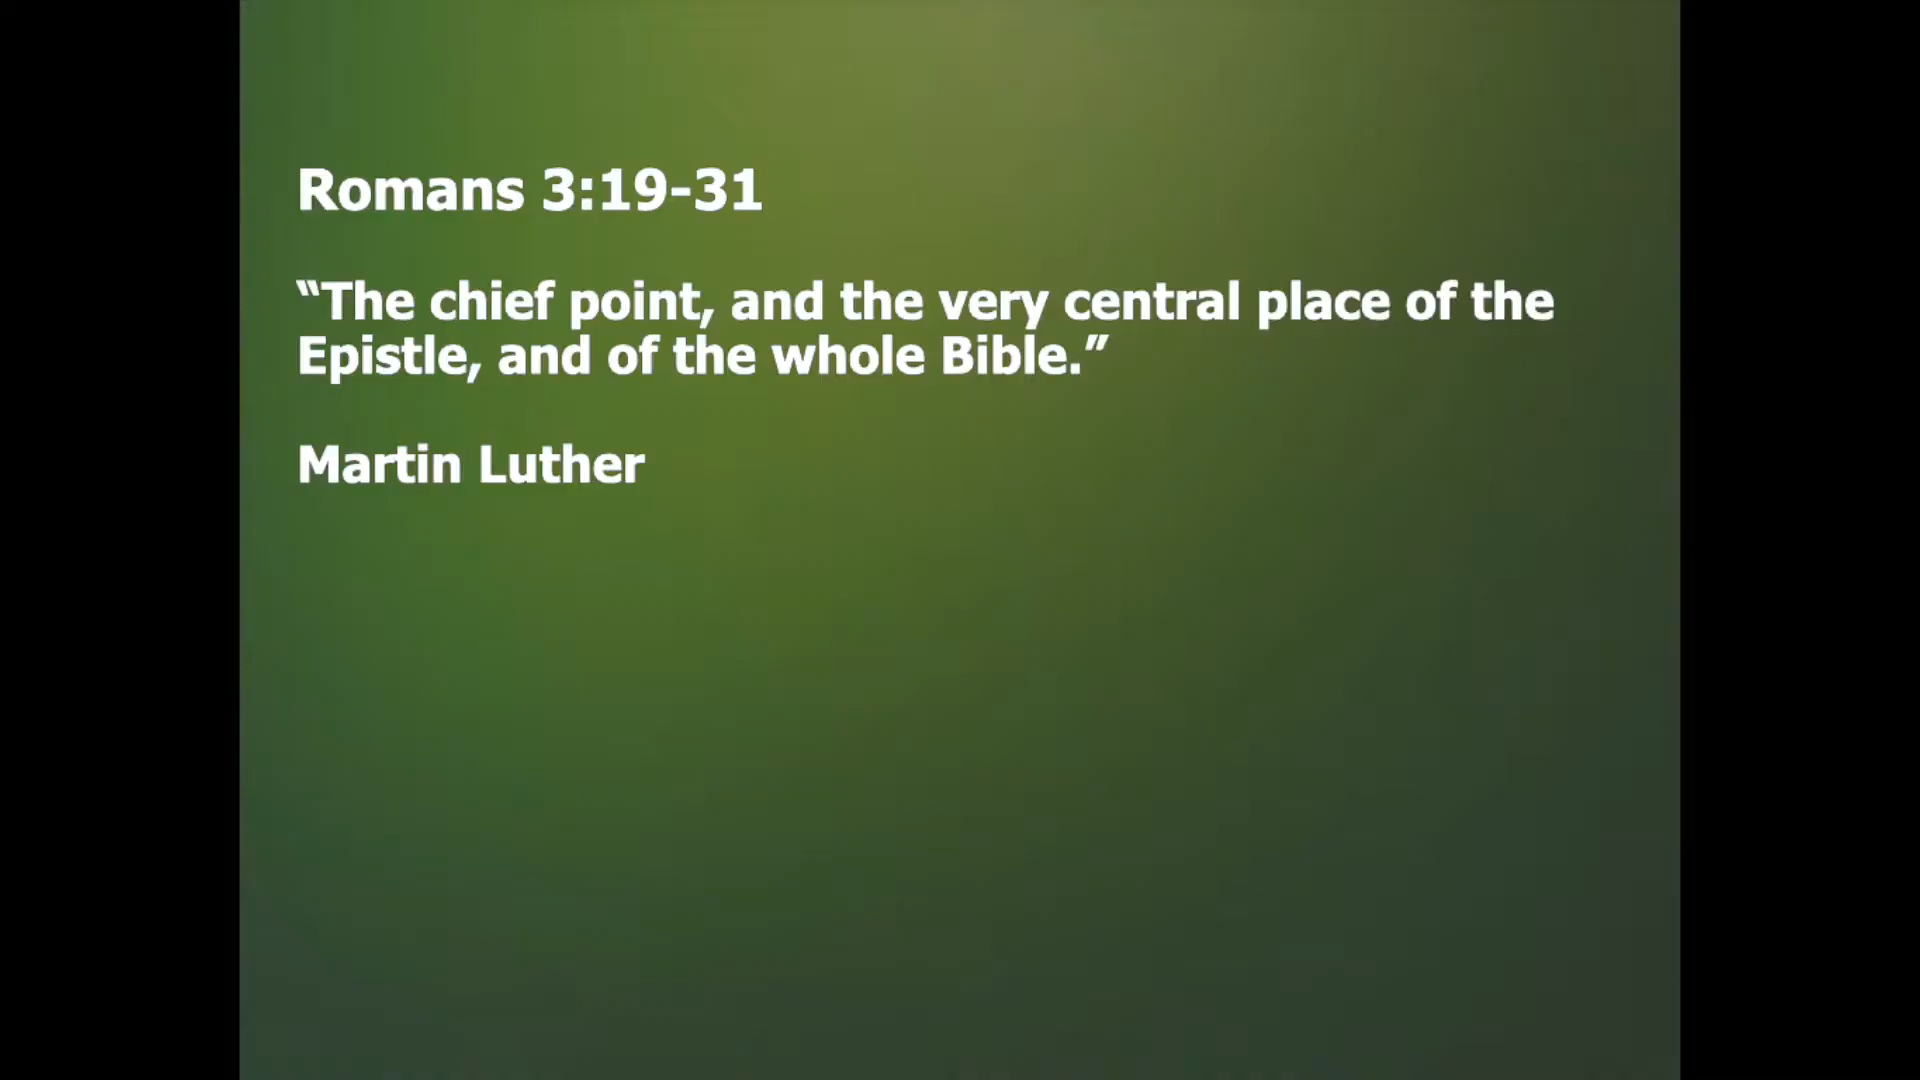 Romans 3:19-31
“The chief point, and the very central place of the
Epistle, and of the whole Bible.”
Martin Luther